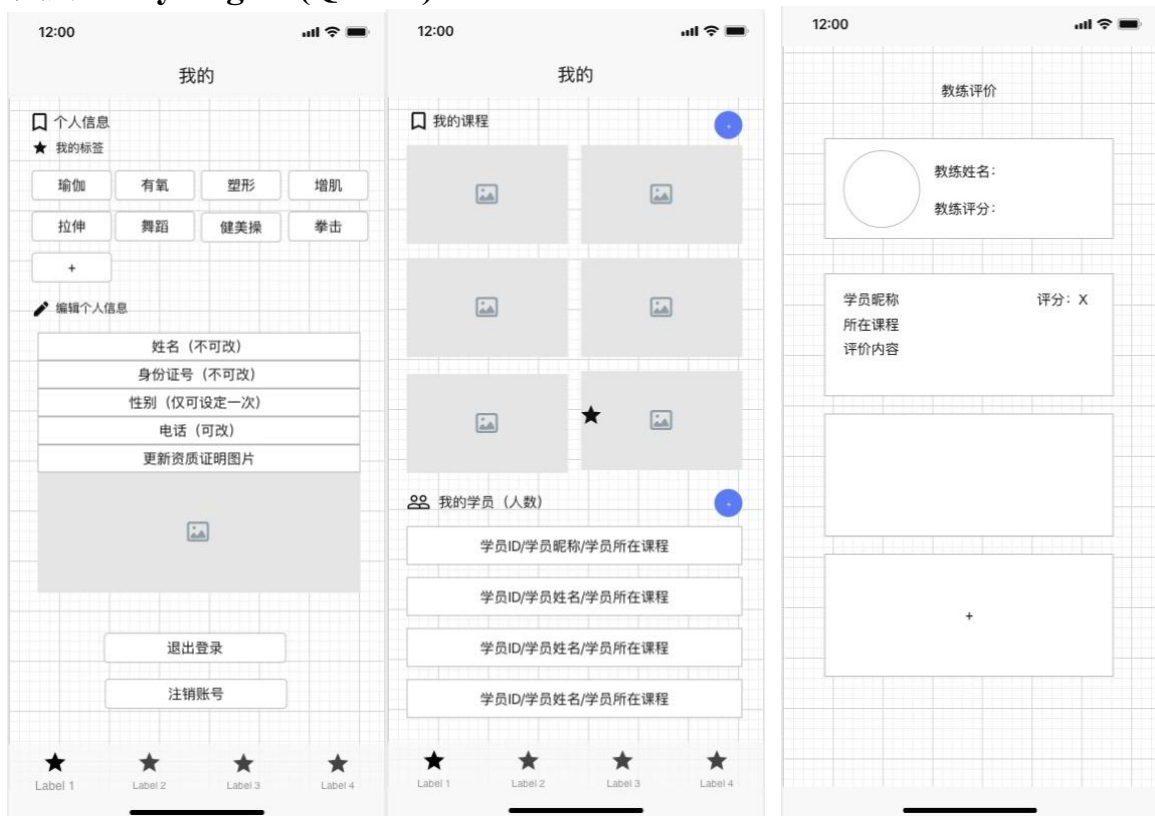 12:00
我的
个人信息
我的标签
瑜伽 有氧 塑形 增肌
拉伸 舞蹈 健美操 拳击
+
编辑个人信息
姓名（不可改）
身份证号（不可改）
性别（仅可设定一次）
电话（可改）
更新资质证明图片
退出登录
注销账号
Label 1 Label 2 Label 3 Label 4
12:00
我的
我的课程
+
我的学员（人数）
+
学员ID/学员昵称/学员所在课程
学员ID/学员姓名/学员所在课程
学员ID/学员姓名/学员所在课程
学员ID/学员姓名/学员所在课程
Label 1 Label 2 Label 3 Label 4
12:00
教练评价
教练姓名：
教练评分：
学员昵称 评分：X
所在课程
评价内容
+